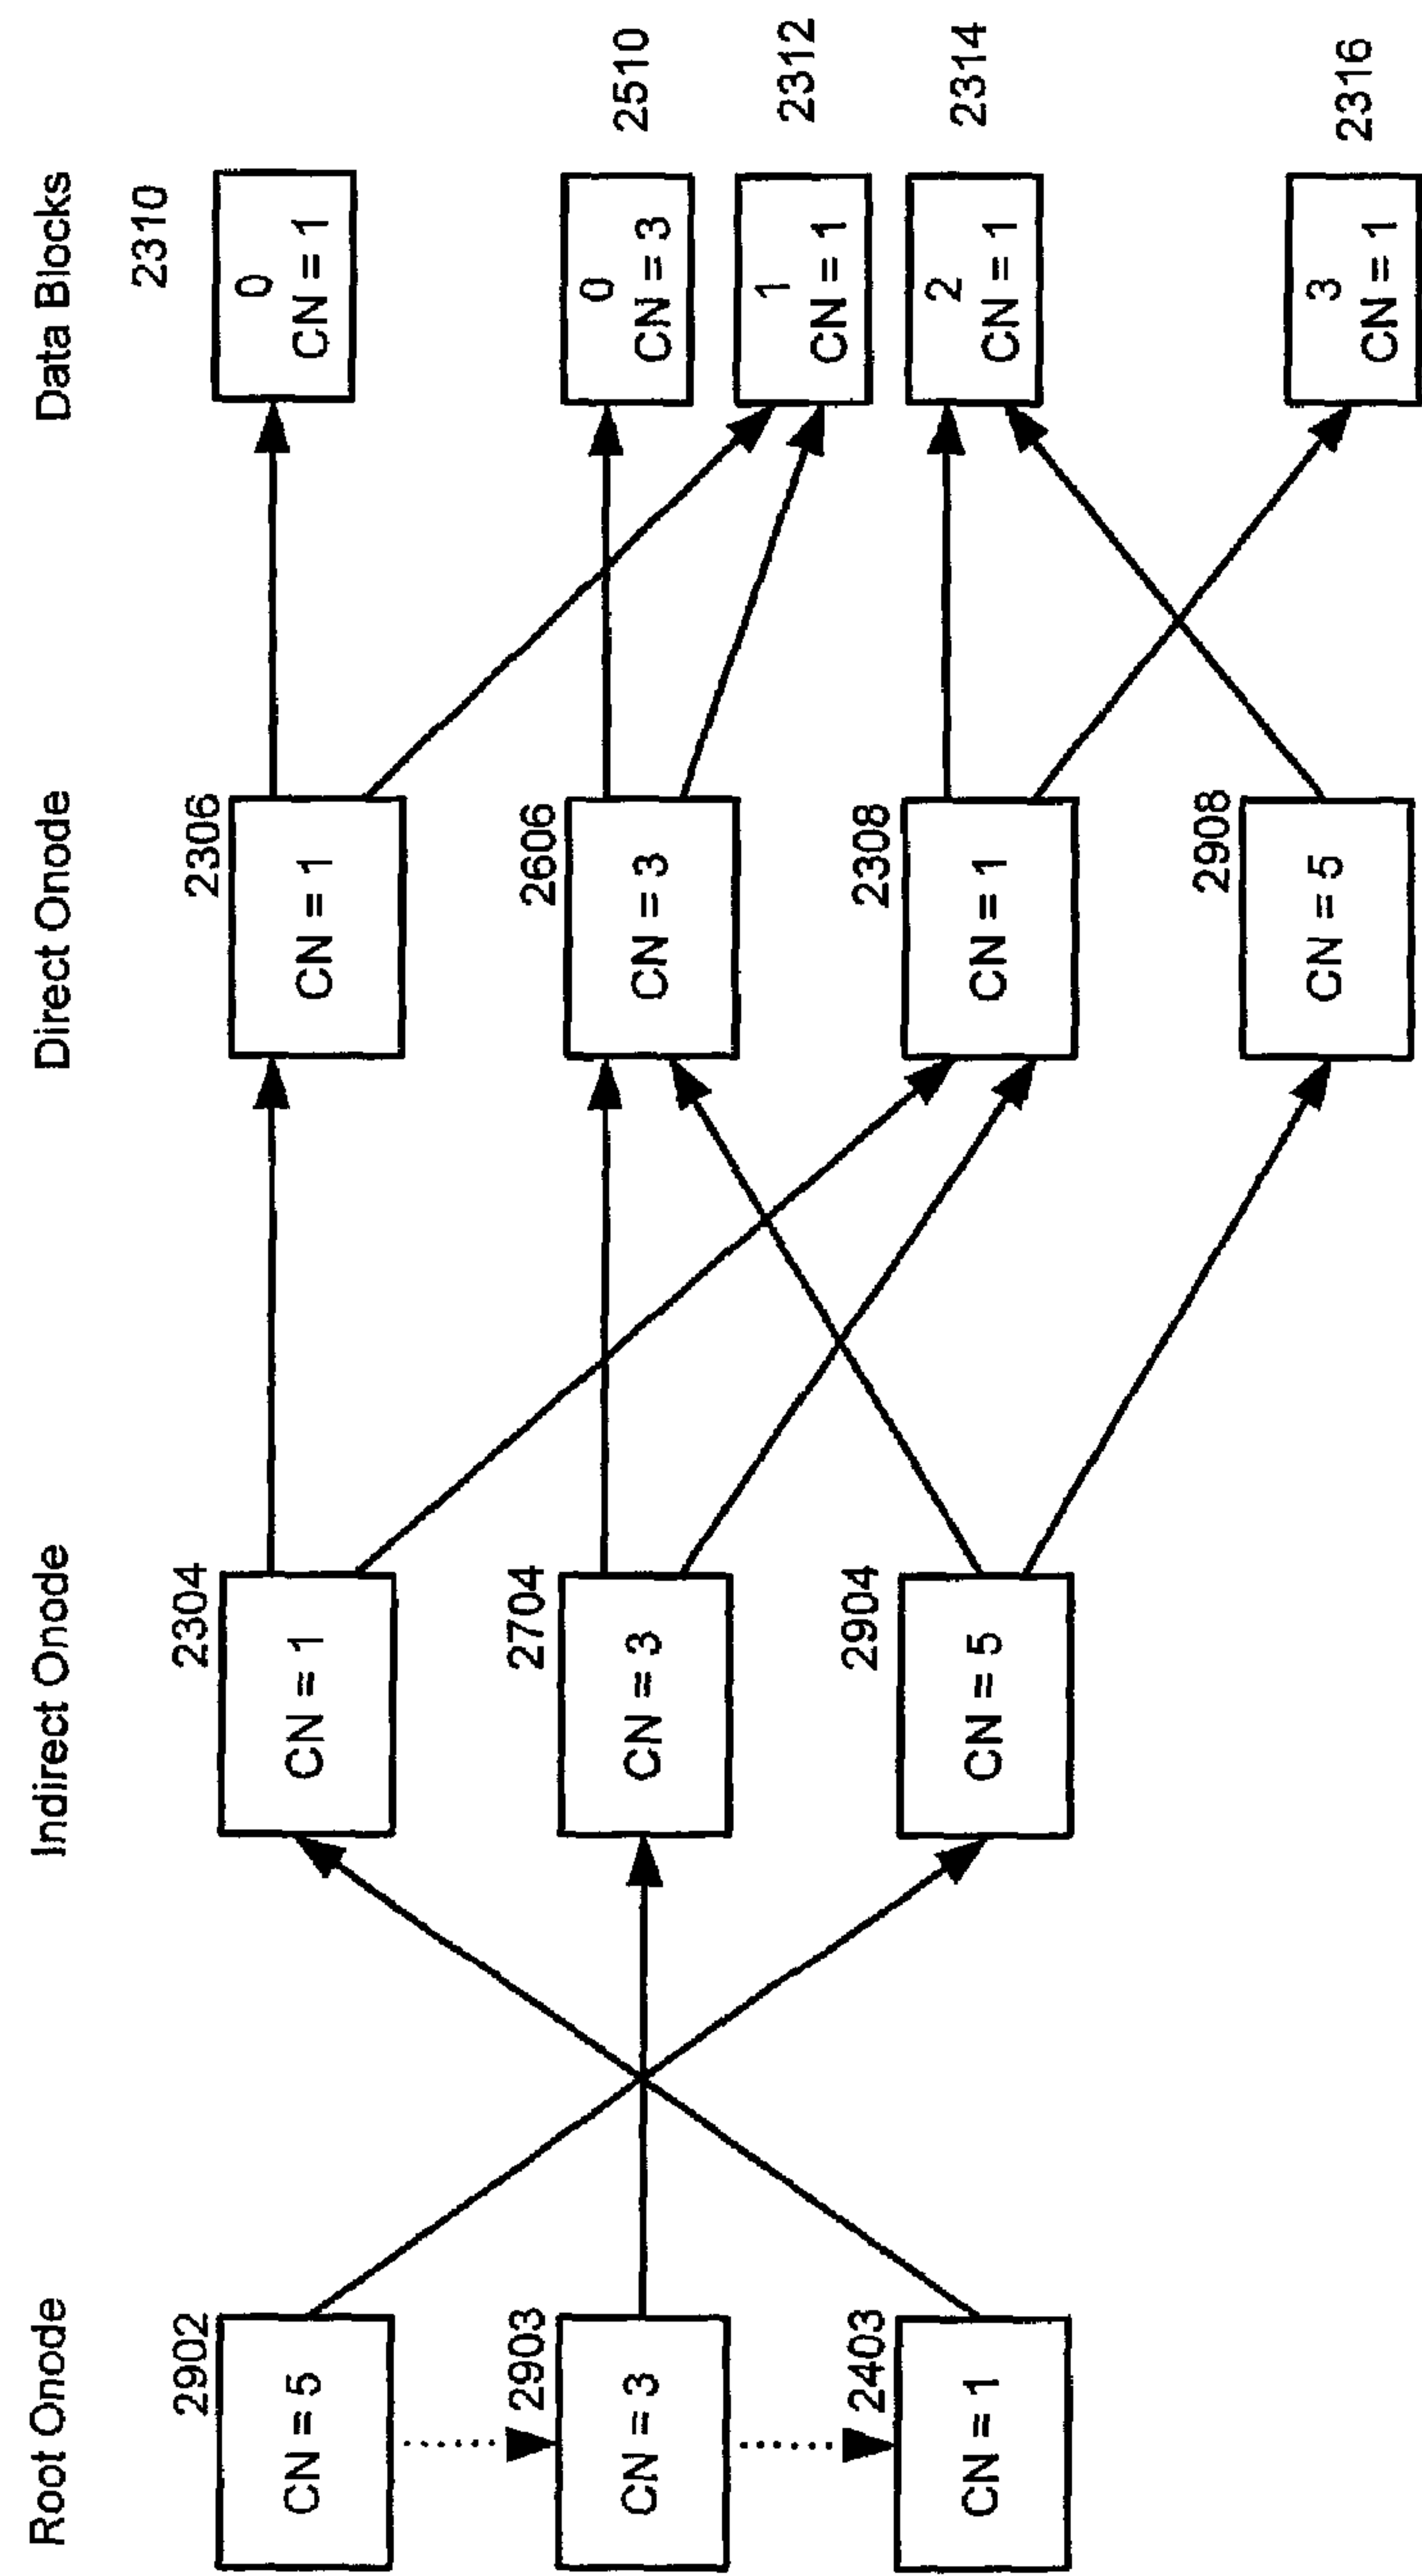 Root Onode
Indirect Onode
Direct Onode
Data Blocks
2902
CN = 5
2903
CN = 3
2403
CN = 1
2304
CN = 1
2704
CN = 3
2904
CN = 5
2306
CN = 1
2606
CN = 3
2308
CN = 1
2908
CN = 5
2310
0
CN = 1
2510
0
CN = 3
2312
1
CN = 1
2314
2
CN = 1
2316
3
CN = 1